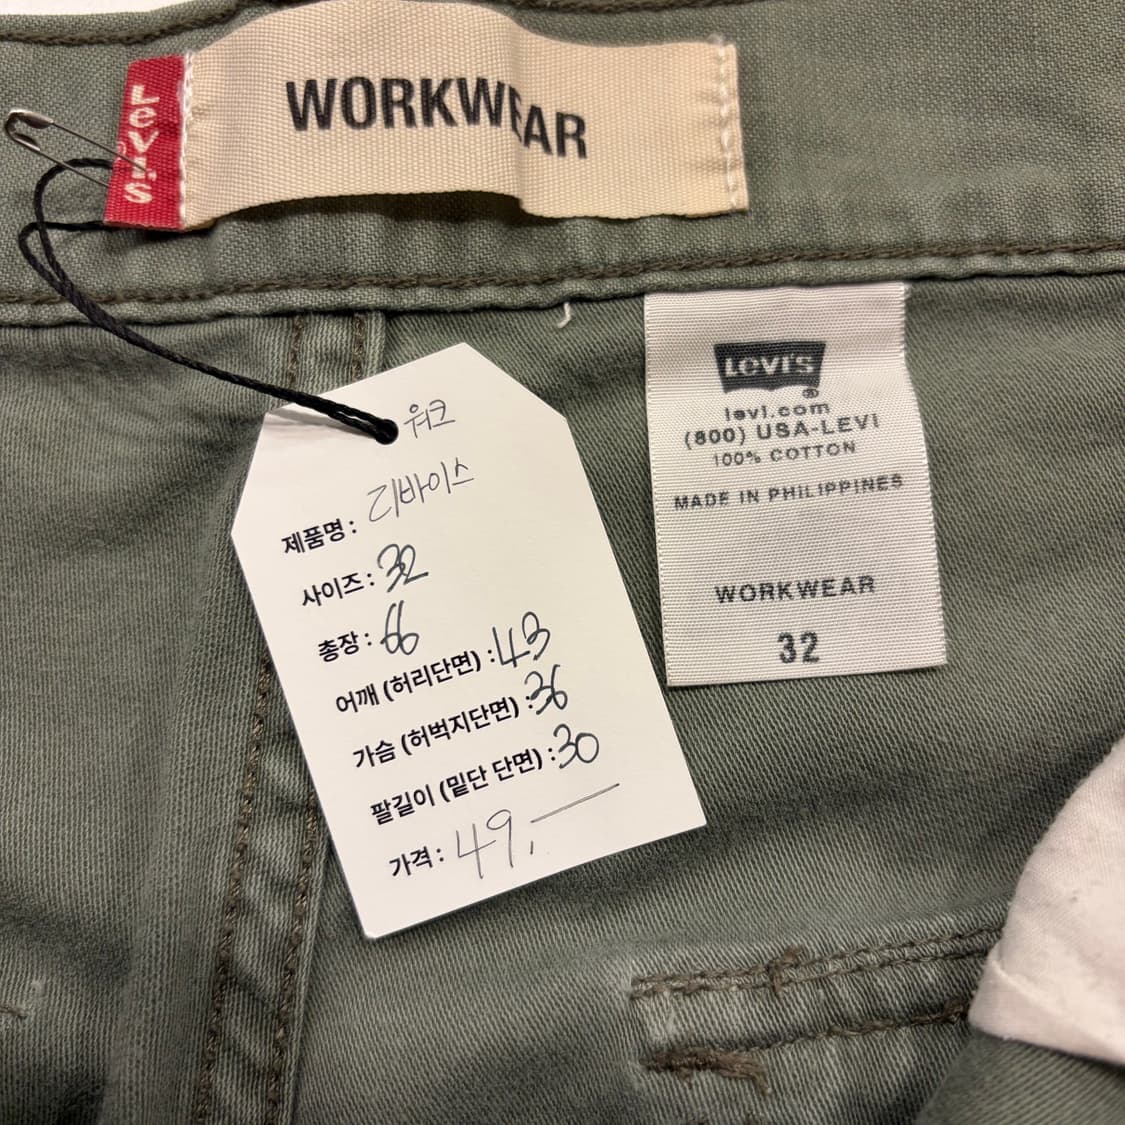 Levi's
WORKWEAR
워크
제품명 : 리바이스
사이즈 : 32
총장 : 66
어깨 (허리단면) : 43
가슴 (허벅지단면) : 36
팔길이 (밑단 단면) : 30
가격 : 49,—
Levi's
®
levi.com
(800) USA-LEVI
100% COTTON
MADE IN PHILIPPINES
WORKWEAR
32